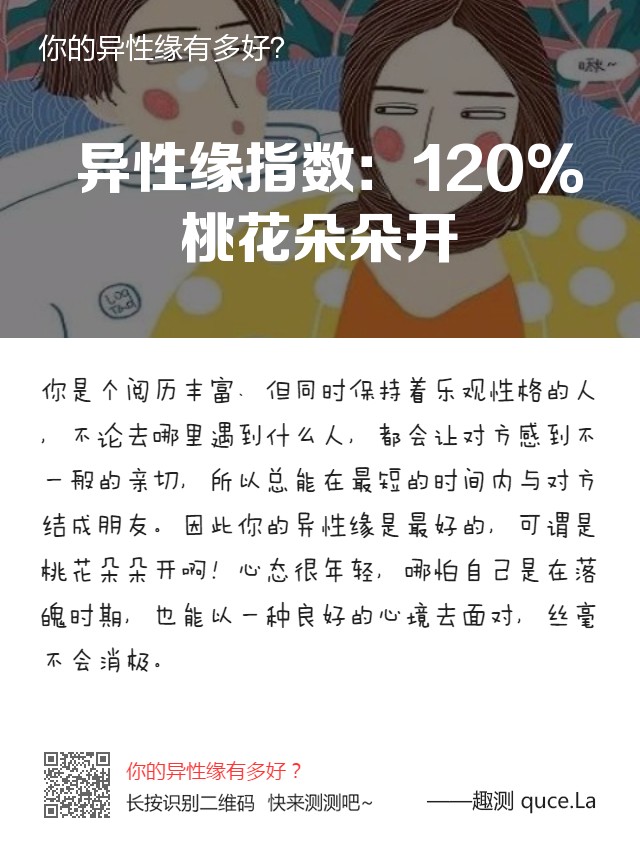 你的异性缘有多好?
异性缘指数：120%
桃花朵朵开
你是个阅历丰富、但同时保持着乐观性格的人
，不论去哪里遇到什么人，都会让对方感到不
一般的亲切，所以总能在最短的时间内与对方
结成朋友。因此你的异性缘是最好的，可谓是
桃花朵朵开啊！心态很年轻，哪怕自己是在落
魄时期，也能以一种良好的心境去面对，丝毫
不会消极。
你的异性缘有多好？
长按识别二维码 快来测测吧~
——趣测 quce.La